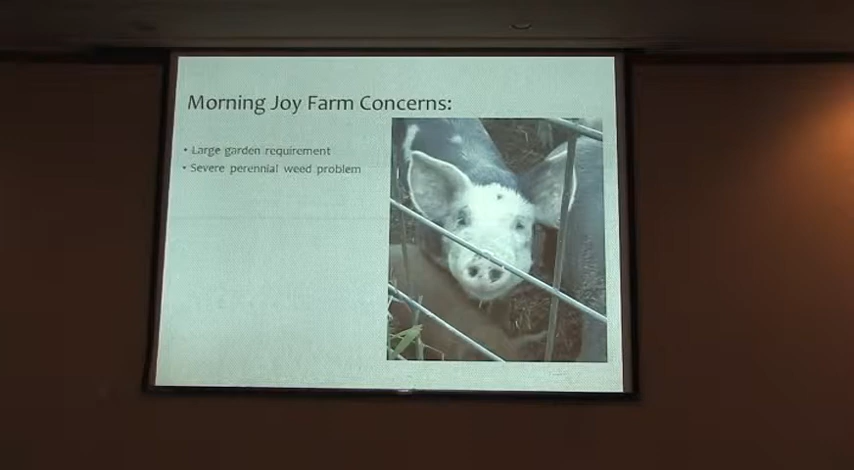 Morning Joy Farm Concerns:
• Large garden requirement
• Severe perennial weed problem